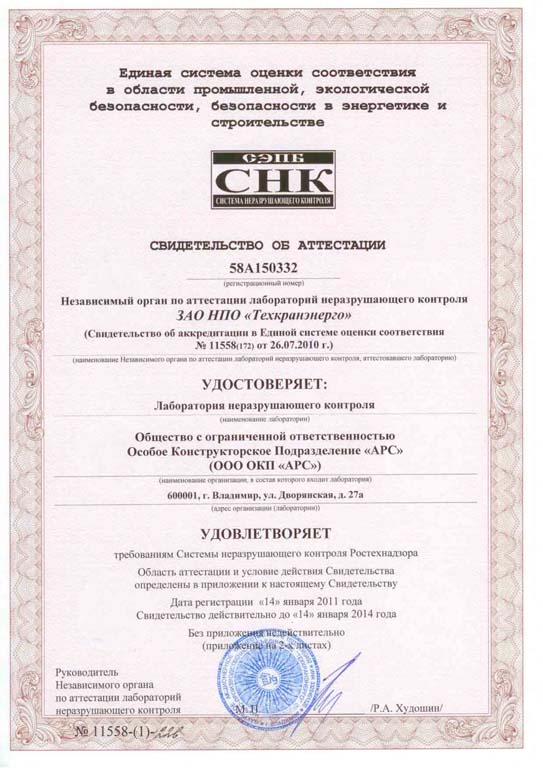 Единая система оценки соответствия
в области промышленной, экологической
безопасности, безопасности в энергетике и
строительстве
СЭПБ
СНК
СИСТЕМА НЕРАЗРУШАЮЩЕГО КОНТРОЛЯ
СВИДЕТЕЛЬСТВО ОБ АТТЕСТАЦИИ
58А150332
(регистрационный номер)
Независимый орган по аттестации лабораторий неразрушающего контроля
ЗАО НПО «Техкранэнерго»
(Свидетельство об аккредитации в Единой системе оценки соответствия
№ 11558(172) от 26.07.2010 г.)
(наименование Независимого органа по аттестации лабораторий неразрушающего контроля, аттестовавшего лабораторию)
УДОСТОВЕРЯЕТ:
Лаборатория неразрушающего контроля
(наименование лаборатории)
Общество с ограниченной ответственностью
Особое Конструкторское Подразделение «АРС»
(ООО ОКП «АРС»)
(наименование организации, в состав которого входит лаборатория)
600001, г. Владимир, ул. Дворянская, д. 27а
(адрес организации (лаборатории))
УДОВЛЕТВОРЯЕТ
требованиям Системы неразрушающего контроля Ростехнадзора
Область аттестации и условие действия Свидетельства
определены в приложении к настоящему Свидетельству
Дата регистрации «14» января 2011 года
Свидетельство действительно до «14» января 2014 года
Без приложения недействительно
(приложение на 2-х листах)
Руководитель
Независимого органа
по аттестации лабораторий
неразрушающего контроля
М.П.
/Р.А. Худошин/
№ 11558-(1)-226